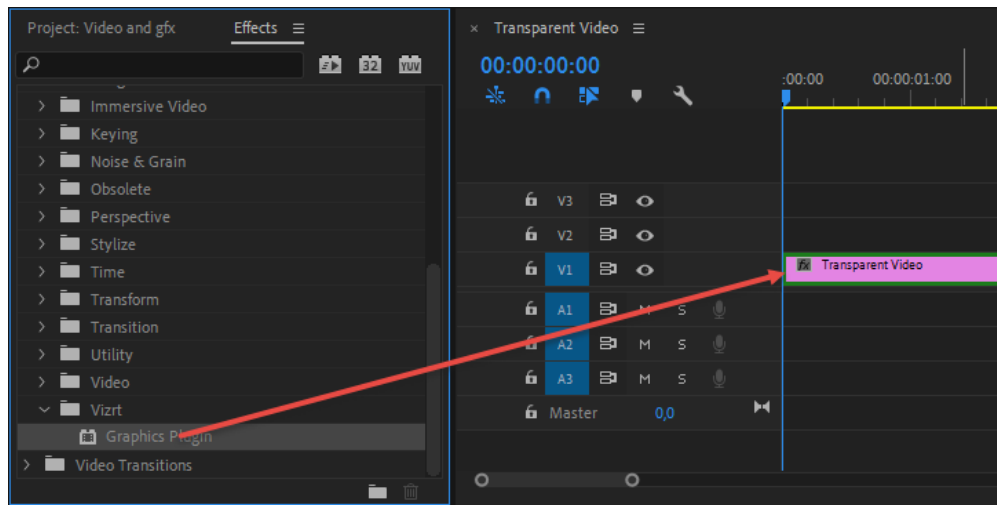 Project: Video and gfx Effects
32 YUV
Immersive Video
Keying
Noise & Grain
Obsolete
Perspective
Stylize
Time
Transform
Transition
Utility
Video
Vizrt
Graphics Plugin
Video Transitions
× Transparent Video
00:00:00:00
:00:00 00:00:01:00
V3
V2
V1 fx Transparent Video
A1 M S
A2 M S
A3 M S
Master 0,0